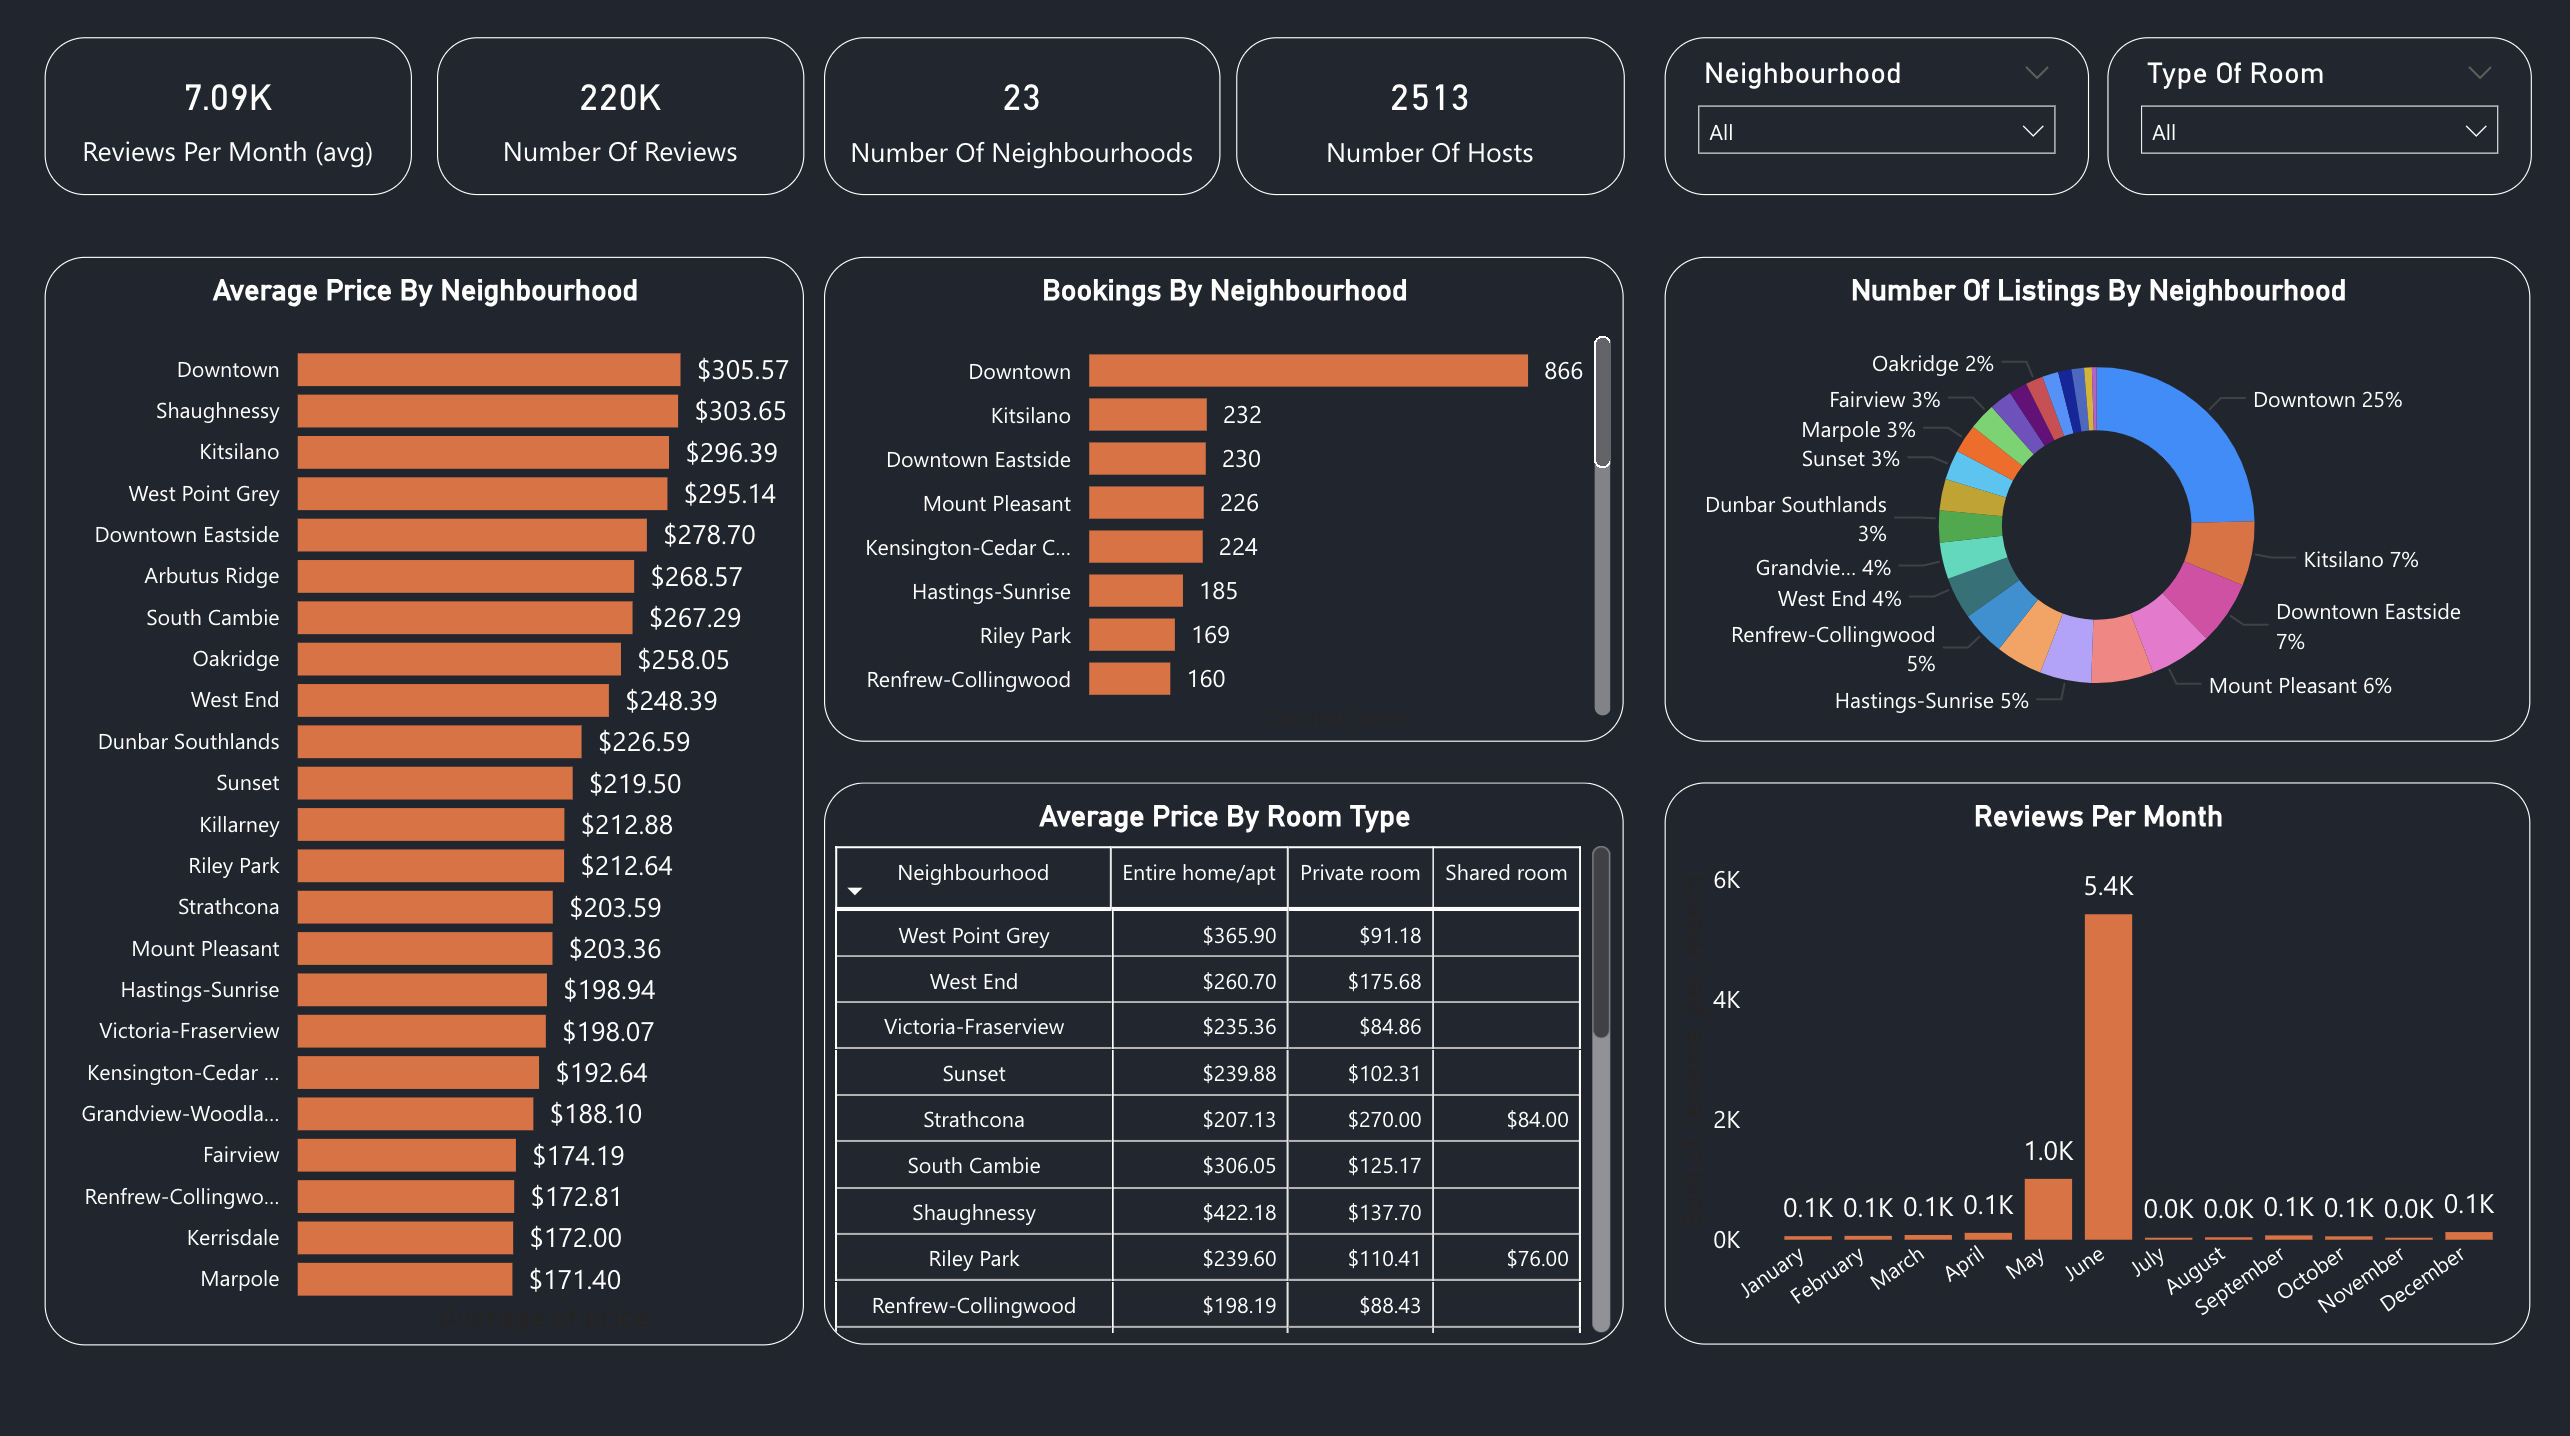 7.09K
Reviews Per Month (avg)
220K
Number Of Reviews
23
Number Of Neighbourhoods
2513
Number Of Hosts
Neighbourhood
All
Type Of Room
All
Average Price By Neighbourhood
Downtown $305.57
Shaughnessy $303.65
Kitsilano $296.39
West Point Grey $295.14
Downtown Eastside $278.70
Arbutus Ridge $268.57
South Cambie $267.29
Oakridge $258.05
West End $248.39
Dunbar Southlands $226.59
Sunset $219.50
Killarney $212.88
Riley Park $212.64
Strathcona $203.59
Mount Pleasant $203.36
Hastings-Sunrise $198.94
Victoria-Fraserview $198.07
Kensington-Cedar ... $192.64
Grandview-Woodla... $188.10
Fairview $174.19
Renfrew-Collingwo... $172.81
Kerrisdale $172.00
Marpole $171.40
Bookings By Neighbourhood
Downtown 866
Kitsilano 232
Downtown Eastside 230
Mount Pleasant 226
Kensington-Cedar C... 224
Hastings-Sunrise 185
Riley Park 169
Renfrew-Collingwood 160
Number Of Listings By Neighbourhood
Oakridge 2%
Fairview 3%
Marpole 3%
Sunset 3%
Dunbar Southlands
3%
Grandvie... 4%
West End 4%
Renfrew-Collingwood
5%
Hastings-Sunrise 5%
Downtown 25%
Kitsilano 7%
Downtown Eastside
7%
Mount Pleasant 6%
Average Price By Room Type
Neighbourhood Entire home/apt Private room Shared room
West Point Grey $365.90 $91.18
West End $260.70 $175.68
Victoria-Fraserview $235.36 $84.86
Sunset $239.88 $102.31
Strathcona $207.13 $270.00 $84.00
South Cambie $306.05 $125.17
Shaughnessy $422.18 $137.70
Riley Park $239.60 $110.41 $76.00
Renfrew-Collingwood $198.19 $88.43
Reviews Per Month
6K
4K
2K
0K
0.1K 0.1K 0.1K 0.1K 1.0K 5.4K 0.0K 0.0K 0.1K 0.1K 0.0K 0.1K
January February March April May June July August September October November December